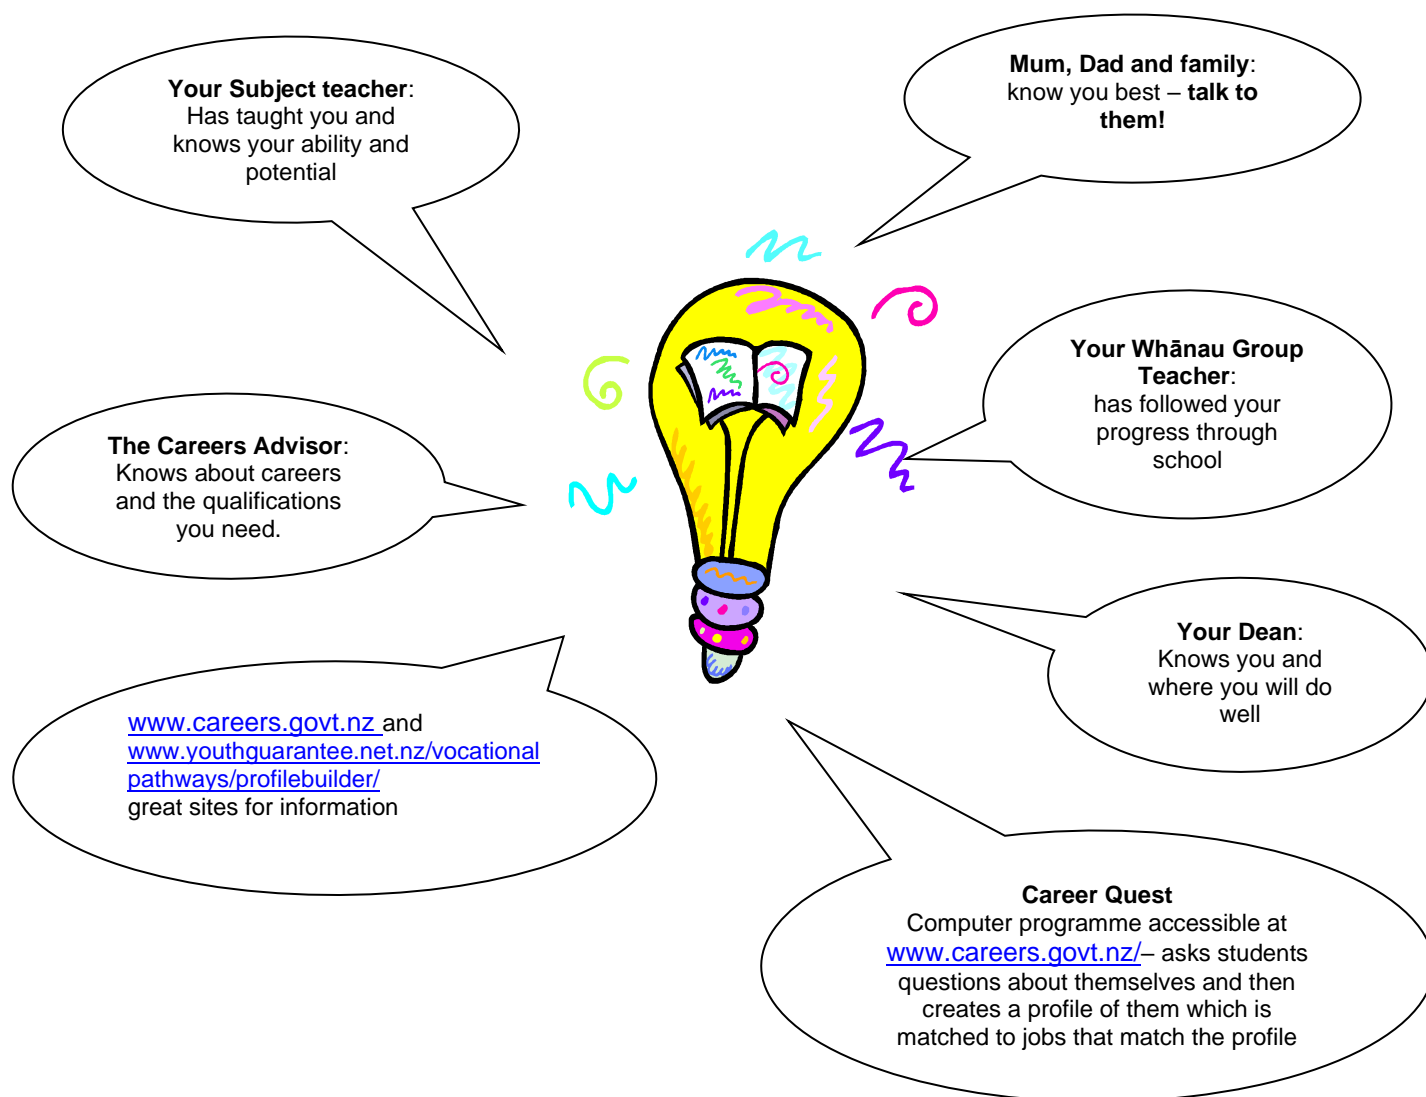 Your Subject teacher:
Has taught you and
knows your ability and
potential
Mum, Dad and family:
know you best – talk to
them!
Your Whānau Group
Teacher:
has followed your
progress through
school
The Careers Advisor:
Knows about careers
and the qualifications
you need.
Your Dean:
Knows you and
where you will do
well
www.careers.govt.nz and
www.youthguarantee.net.nz/vocational
pathways/profilebuilder/
great sites for information
Career Quest
Computer programme accessible at
www.careers.govt.nz/– asks students
questions about themselves and then
creates a profile of them which is
matched to jobs that match the profile